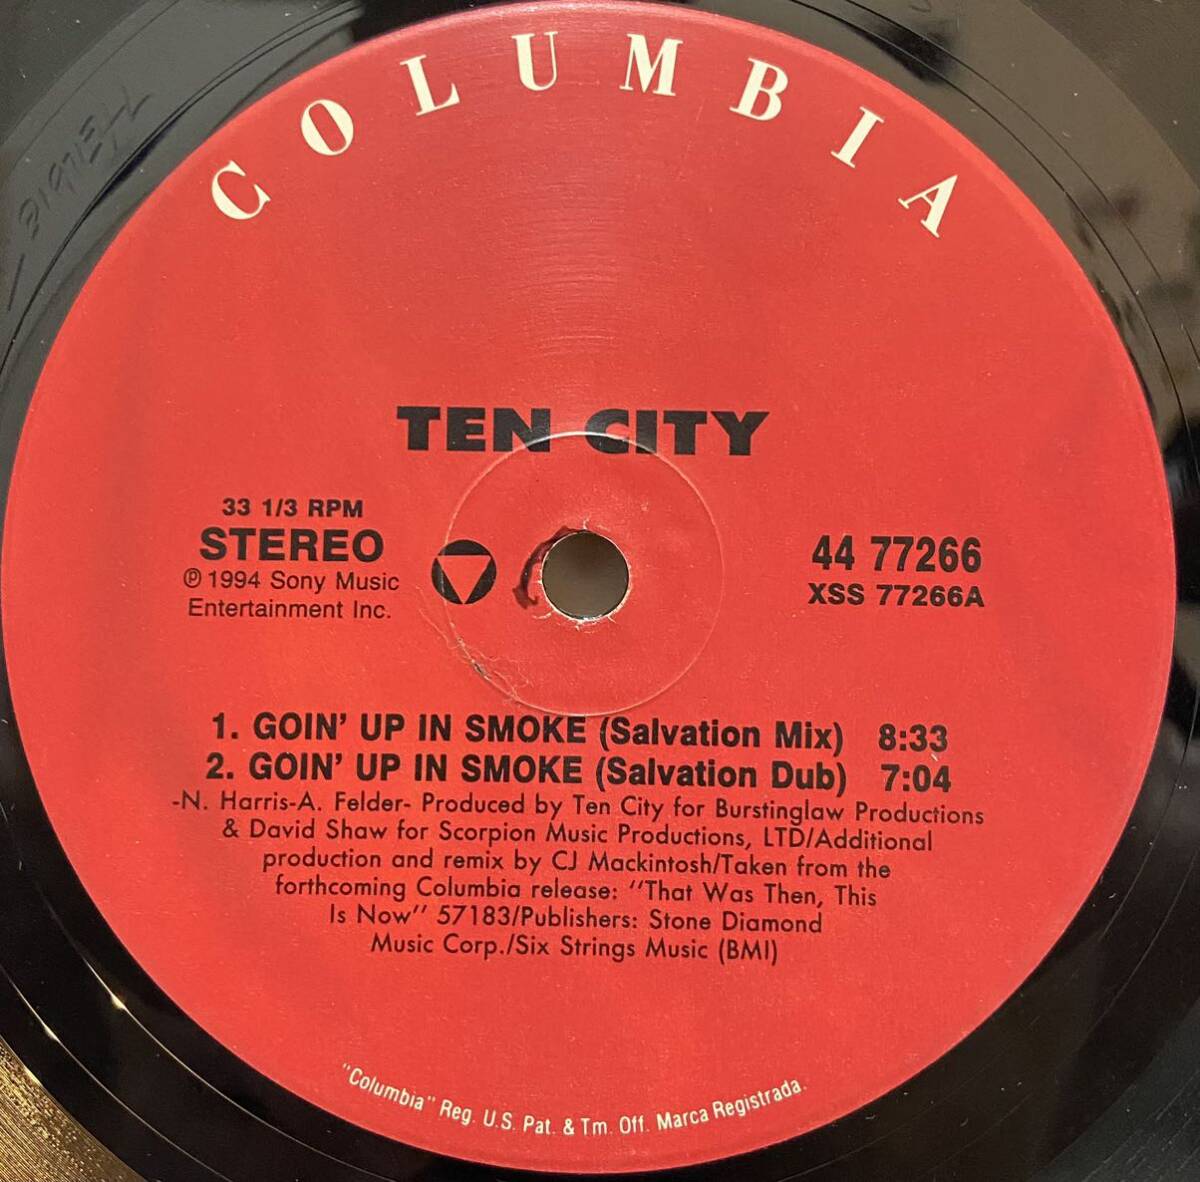 COLUMBIA
TEN CITY
33 1/3 RPM
STEREO
℗ 1994 Sony Music
Entertainment Inc.
44 77266
XSS 77266A
1. GOIN' UP IN SMOKE (Salvation Mix) 8:33
2. GOIN' UP IN SMOKE (Salvation Dub) 7:04
-N. Harris-A. Felder- Produced by Ten City for Burstinglaw Productions
& David Shaw for Scorpion Music Productions, LTD/Additional
production and remix by CJ Mackintosh/Taken from the
forthcoming Columbia release: "That Was Then, This
Is Now" 57183/Publishers: Stone Diamond
Music Corp./Six Strings Music (BMI)
"Columbia" Reg. U.S. Pat. & Tm. Off. Marca Registrada.